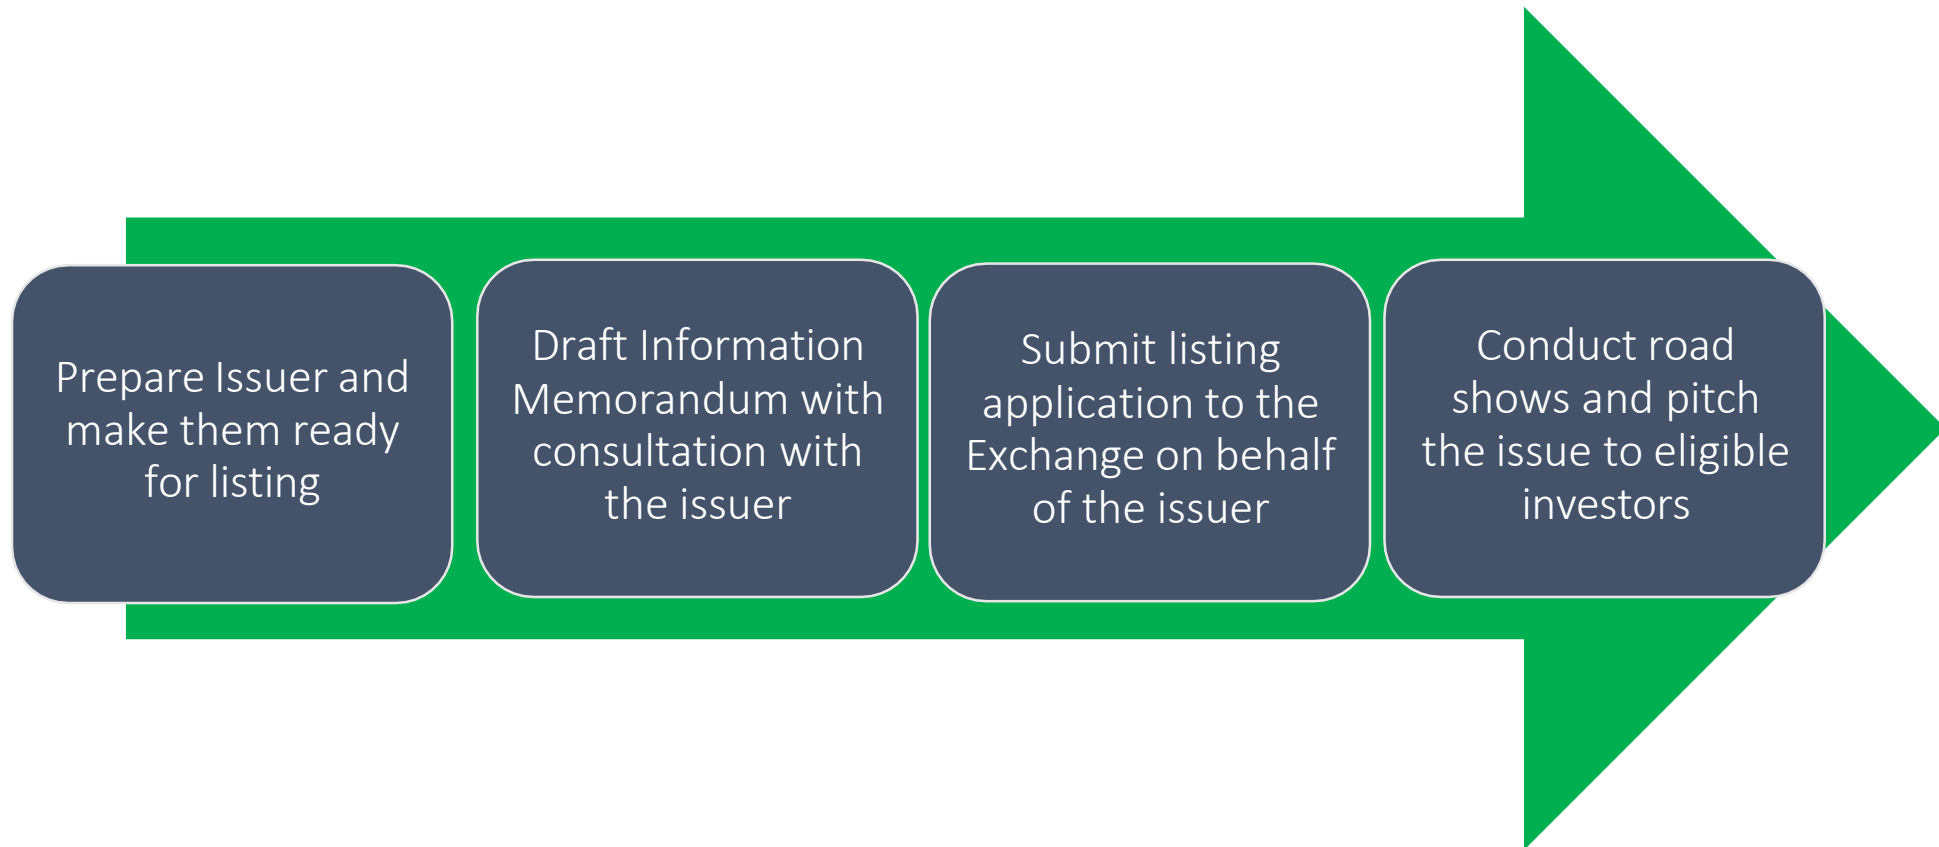 Prepare Issuer and
make them ready
for listing
Draft Information
Memorandum with
consultation with
the issuer
Submit listing
application to the
Exchange on behalf
of the issuer
Conduct road
shows and pitch
the issue to eligible
investors